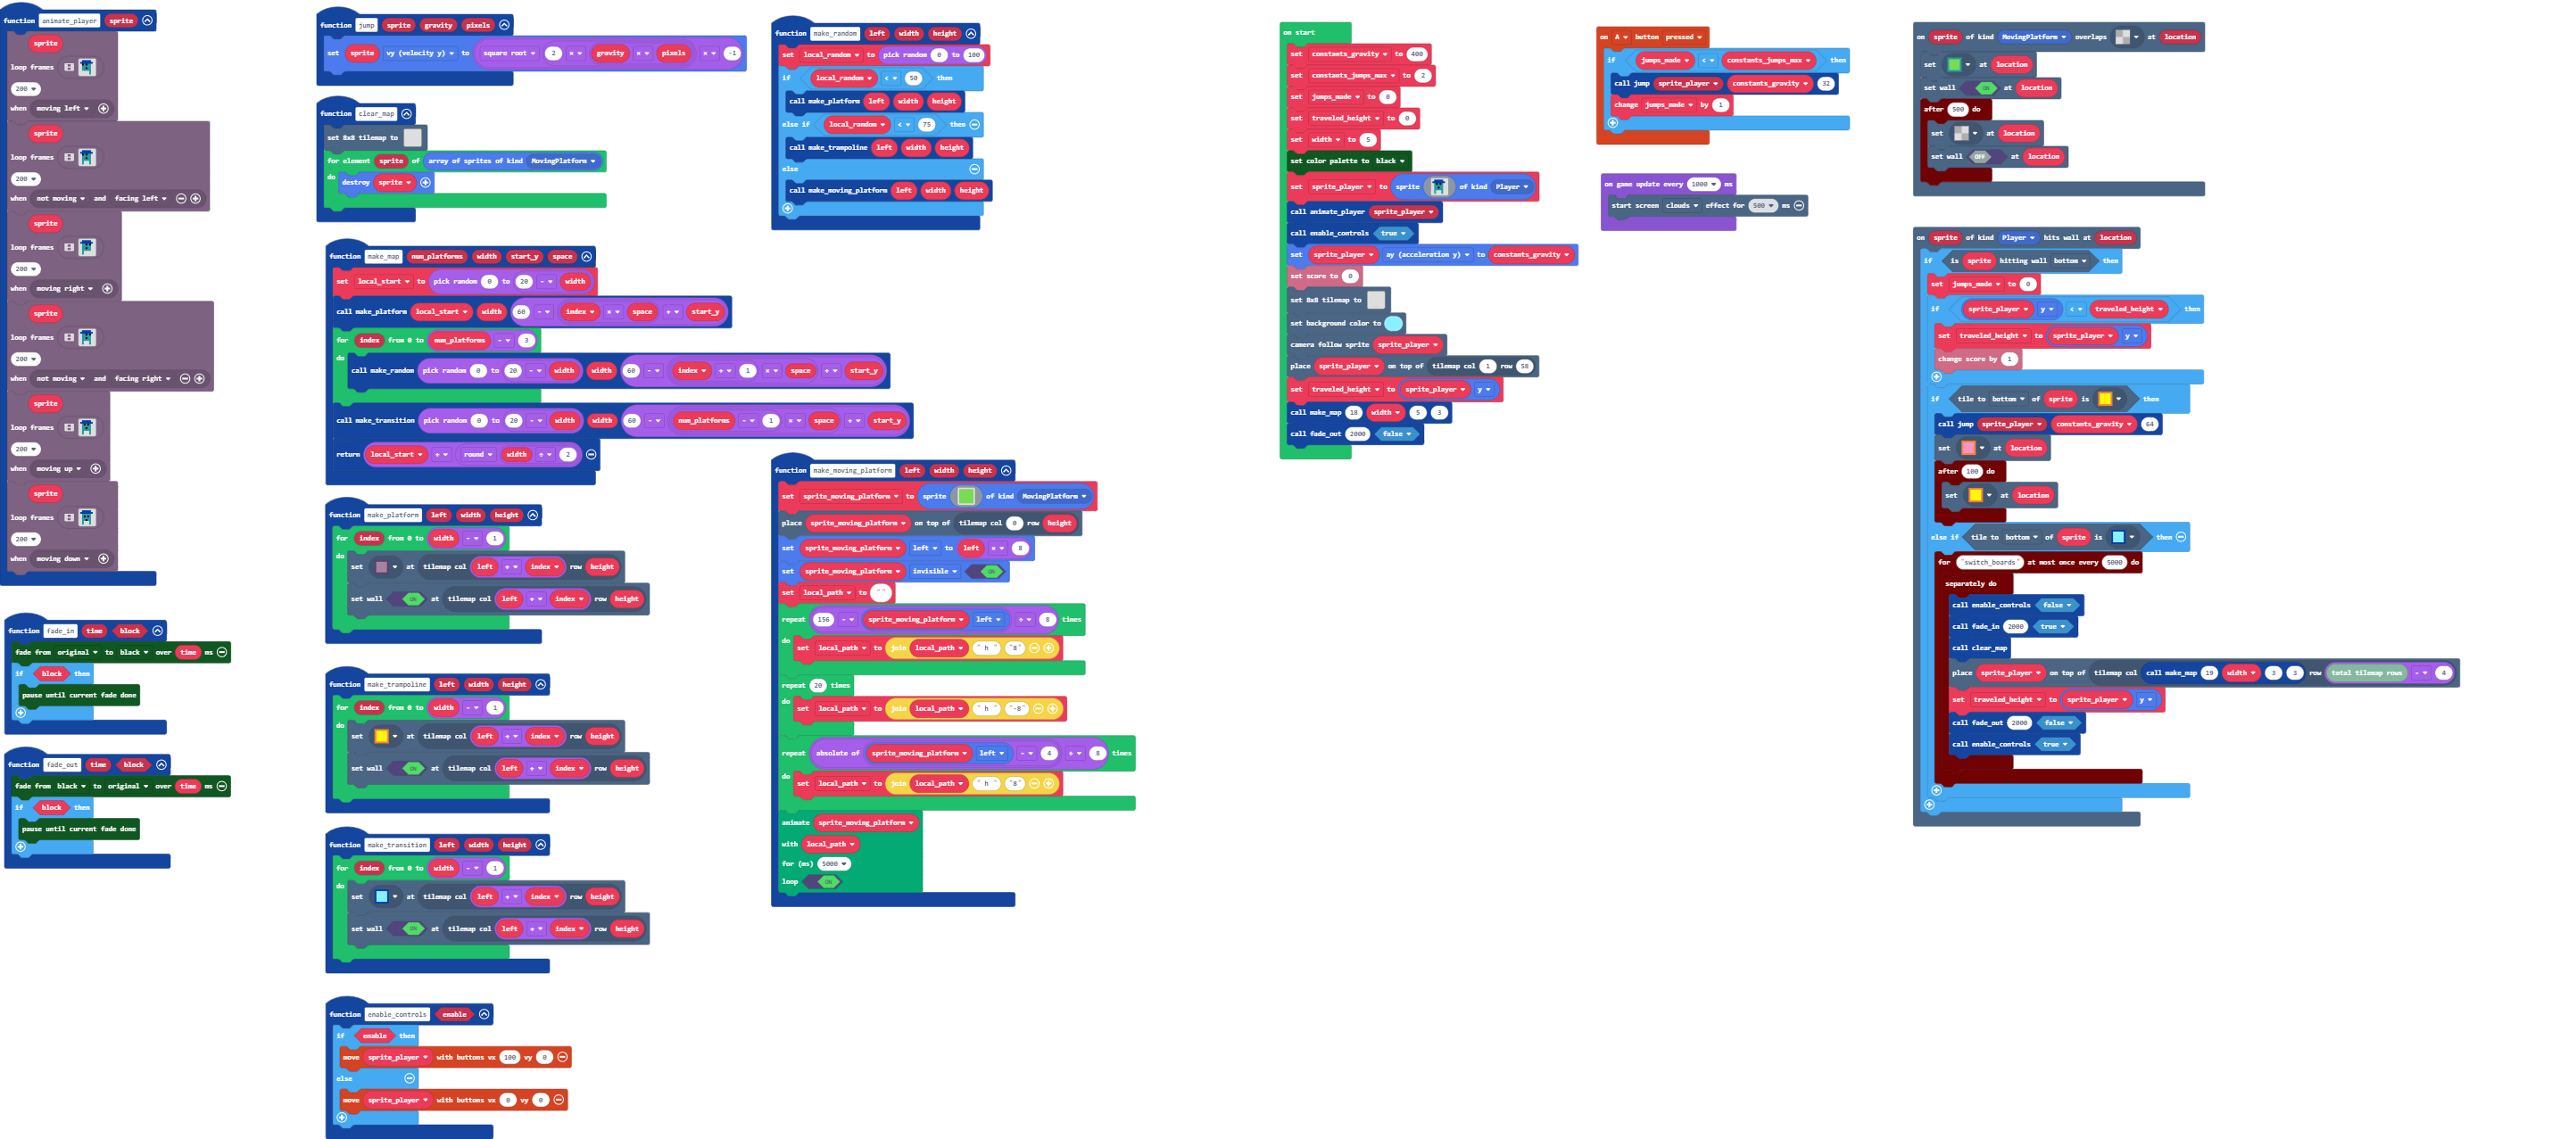 function animate_player sprite
sprite
loop frames
200
when moving left
sprite
loop frames
200
when not moving and facing left
sprite
loop frames
200
when moving right
sprite
loop frames
200
when not moving and facing right
sprite
loop frames
200
when moving up
sprite
loop frames
200
when moving down
function fade_in time block
fade from original to black over time ms
if block then
pause until current fade done
function fade_out time block
fade from black to original over time ms
if block then
pause until current fade done
function jump sprite gravity pixels
set sprite vy (velocity y) to square root 2 × gravity × pixels × -1
function clear_map
set 8x8 tilemap to
for element sprite of array of sprites of kind MovingPlatform
do
destroy sprite
function make_map num_platforms width start_y space
set local_start to pick random 0 to 20 - width
call make_platform local_start width 60 - index × space + start_y
for index from 0 to num_platforms - 3
do
call make_random pick random 0 to 20 - width width 60 - index + 1 × space + start_y
call make_transition pick random 0 to 20 - width width 60 - num_platforms - 1 × space + start_y
return local_start + round width ÷ 2
function make_platform left width height
for index from 0 to width - 1
do
set at tilemap col left + index row height
set wall ON at tilemap col left + index row height
function make_trampoline left width height
for index from 0 to width - 1
do
set at tilemap col left + index row height
set wall ON at tilemap col left + index row height
function make_transition left width height
for index from 0 to width - 1
do
set at tilemap col left + index row height
set wall ON at tilemap col left + index row height
function enable_controls enable
if enable then
move sprite_player with buttons vx 100 vy 0
else
move sprite_player with buttons vx 0 vy 0
function make_random left width height
set local_random to pick random 0 to 100
if local_random < 50 then
call make_platform left width height
else if local_random < 75 then
call make_trampoline left width height
else
call make_moving_platform left width height
function make_moving_platform left width height
set sprite_moving_platform to sprite of kind MovingPlatform
place sprite_moving_platform on top of tilemap col 0 row height
set sprite_moving_platform left to left × 8
set sprite_moving_platform invisible ON
set local_path to " "
repeat 156 - sprite_moving_platform left ÷ 8 times
do
set local_path to join local_path " h " "8"
repeat 20 times
do
set local_path to join local_path " h " "-8"
repeat absolute of sprite_moving_platform left - 4 ÷ 8 times
do
set local_path to join local_path " h " "8"
animate sprite_moving_platform
with local_path
for (ms) 5000
loop ON
on start
set constants_gravity to 400
set constants_jumps_max to 2
set jumps_made to 0
set traveled_height to 0
set width to 5
set color palette to black
set sprite_player to sprite of kind Player
call animate_player sprite_player
call enable_controls true
set sprite_player ay (acceleration y) to constants_gravity
set score to 0
set 8x8 tilemap to
set background color to
camera follow sprite sprite_player
place sprite_player on top of tilemap col 1 row 58
set traveled_height to sprite_player y
call make_map 18 width 5 3
call fade_out 2000 false
on A button pressed
if jumps_made < constants_jumps_max then
call jump sprite_player constants_gravity 32
change jumps_made by 1
on game update every 1000 ms
start screen clouds effect for 500 ms
on sprite of kind MovingPlatform overlaps at location
set at location
set wall ON at location
after 500 do
set at location
set wall OFF at location
on sprite of kind Player hits wall at location
if is sprite hitting wall bottom then
set jumps_made to 0
if sprite_player y < traveled_height then
set traveled_height to sprite_player y
change score by 1
if tile to bottom of sprite is then
call jump sprite_player constants_gravity 64
set at location
after 100 do
set at location
else if tile to bottom of sprite is then
for `switch_boards` at most once every 5000 do
separately do
call enable_controls false
call fade_in 2000 true
call clear_map
place sprite_player on top of tilemap col call make_map 19 width 3 3 row total tilemap rows - 4
set traveled_height to sprite_player y
call fade_out 2000 false
call enable_controls true